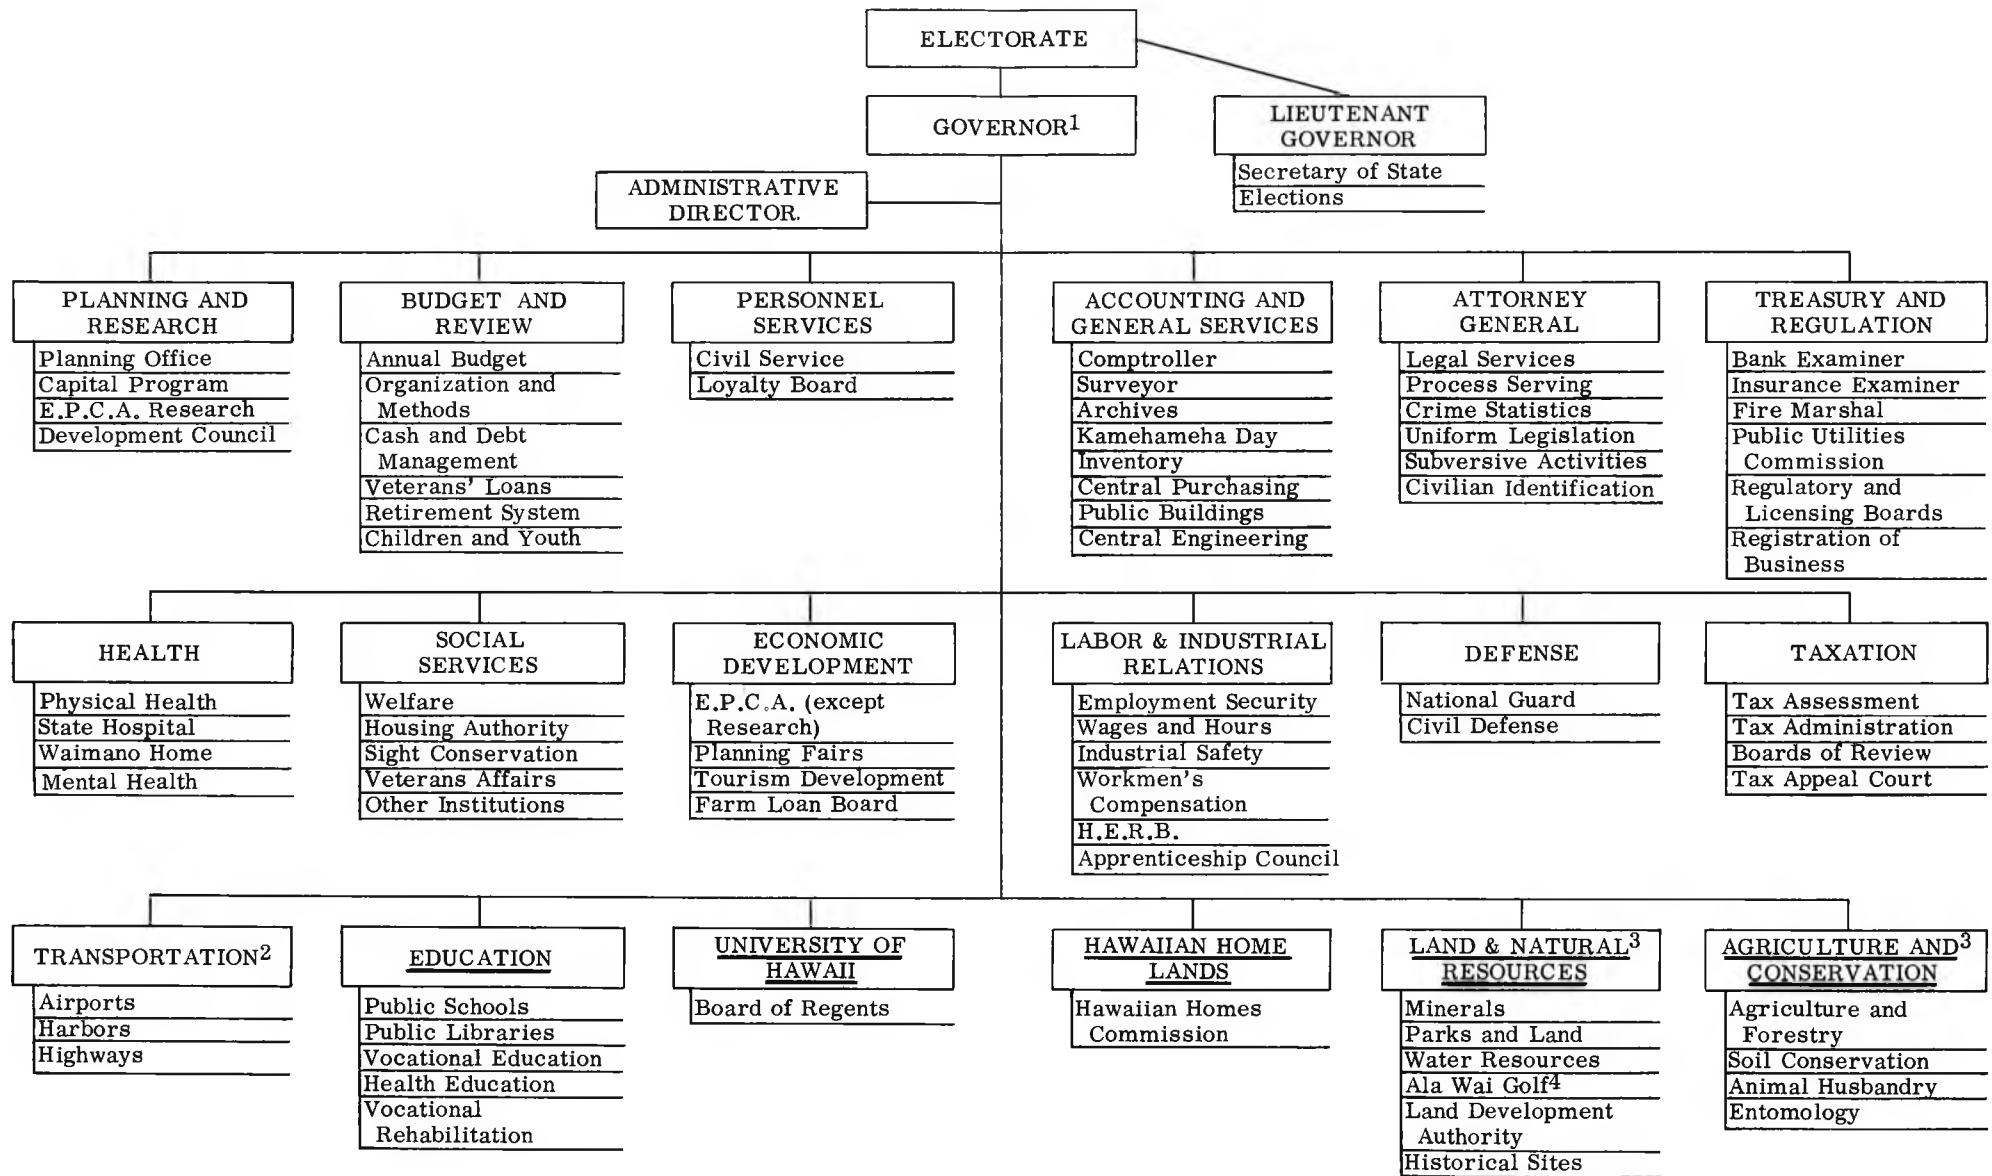 ELECTORATE
GOVERNOR1
LIEUTENANT
GOVERNOR
Secretary of State
Elections
ADMINISTRATIVE
DIRECTOR.
PLANNING AND
RESEARCH
Planning Office
Capital Program
E.P.C.A. Research
Development Council
BUDGET AND
REVIEW
Annual Budget
Organization and
Methods
Cash and Debt
Management
Veterans' Loans
Retirement System
Children and Youth
PERSONNEL
SERVICES
Civil Service
Loyalty Board
ACCOUNTING AND
GENERAL SERVICES
Comptroller
Surveyor
Archives
Kamehameha Day
Inventory
Central Purchasing
Public Buildings
Central Engineering
ATTORNEY
GENERAL
Legal Services
Process Serving
Crime Statistics
Uniform Legislation
Subversive Activities
Civilian Identification
TREASURY AND
REGULATION
Bank Examiner
Insurance Examiner
Fire Marshal
Public Utilities
Commission
Regulatory and
Licensing Boards
Registration of
Business
HEALTH
Physical Health
State Hospital
Waimano Home
Mental Health
SOCIAL
SERVICES
Welfare
Housing Authority
Sight Conservation
Veterans Affairs
Other Institutions
ECONOMIC
DEVELOPMENT
E.P.C.A. (except
Research)
Planning Fairs
Tourism Development
Farm Loan Board
LABOR & INDUSTRIAL
RELATIONS
Employment Security
Wages and Hours
Industrial Safety
Workmen's
Compensation
H.E.R.B.
Apprenticeship Council
DEFENSE
National Guard
Civil Defense
TAXATION
Tax Assessment
Tax Administration
Boards of Review
Tax Appeal Court
TRANSPORTATION2
Airports
Harbors
Highways
EDUCATION
Public Schools
Public Libraries
Vocational Education
Health Education
Vocational
Rehabilitation
UNIVERSITY OF
HAWAII
Board of Regents
HAWAIIAN HOME
LANDS
Hawaiian Homes
Commission
LAND & NATURAL3
RESOURCES
Minerals
Parks and Land
Water Resources
Ala Wai Golf4
Land Development
Authority
Historical Sites
AGRICULTURE AND3
CONSERVATION
Agriculture and
Forestry
Soil Conservation
Animal Husbandry
Entomology